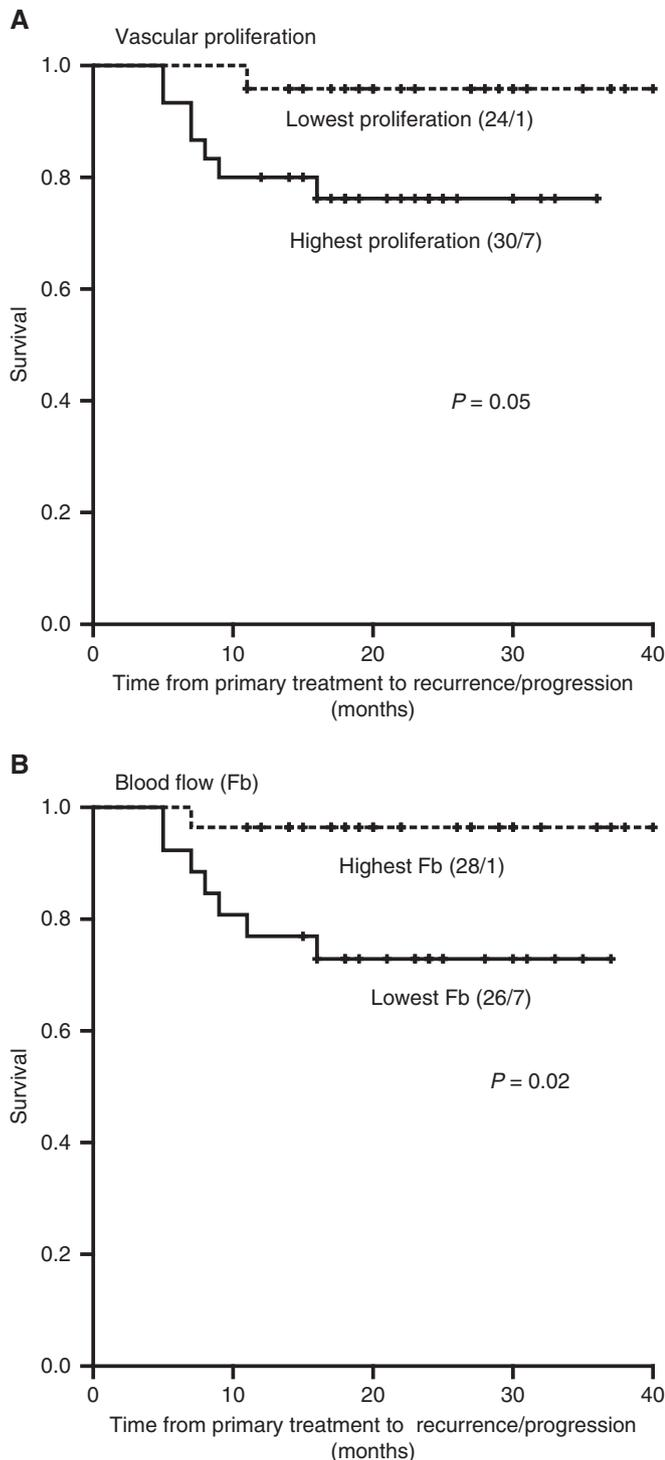 A
Vascular proliferation
1.0
Lowest proliferation (24/1)
0.8
Highest proliferation (30/7)
0.6
Survival
0.4
P = 0.05
0.2
0.0
0 10 20 30 40
Time from primary treatment to recurrence/progression
(months)
B
Blood flow (Fb)
1.0
Highest Fb (28/1)
0.8
Lowest Fb (26/7)
0.6
Survival
P = 0.02
0.4
0.2
0.0
0 10 20 30 40
Time from primary treatment to recurrence/progression
(months)